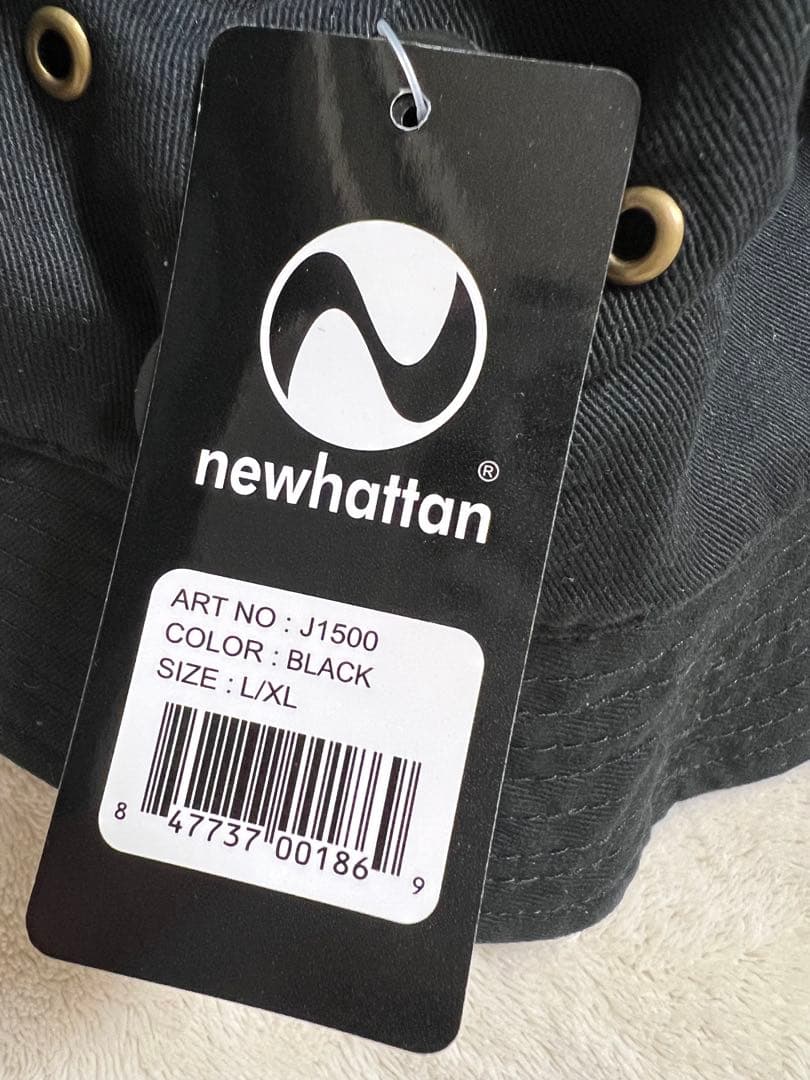 newhattan®
ART NO : J1500
COLOR : BLACK
SIZE : L/XL
8 47737 00186 9